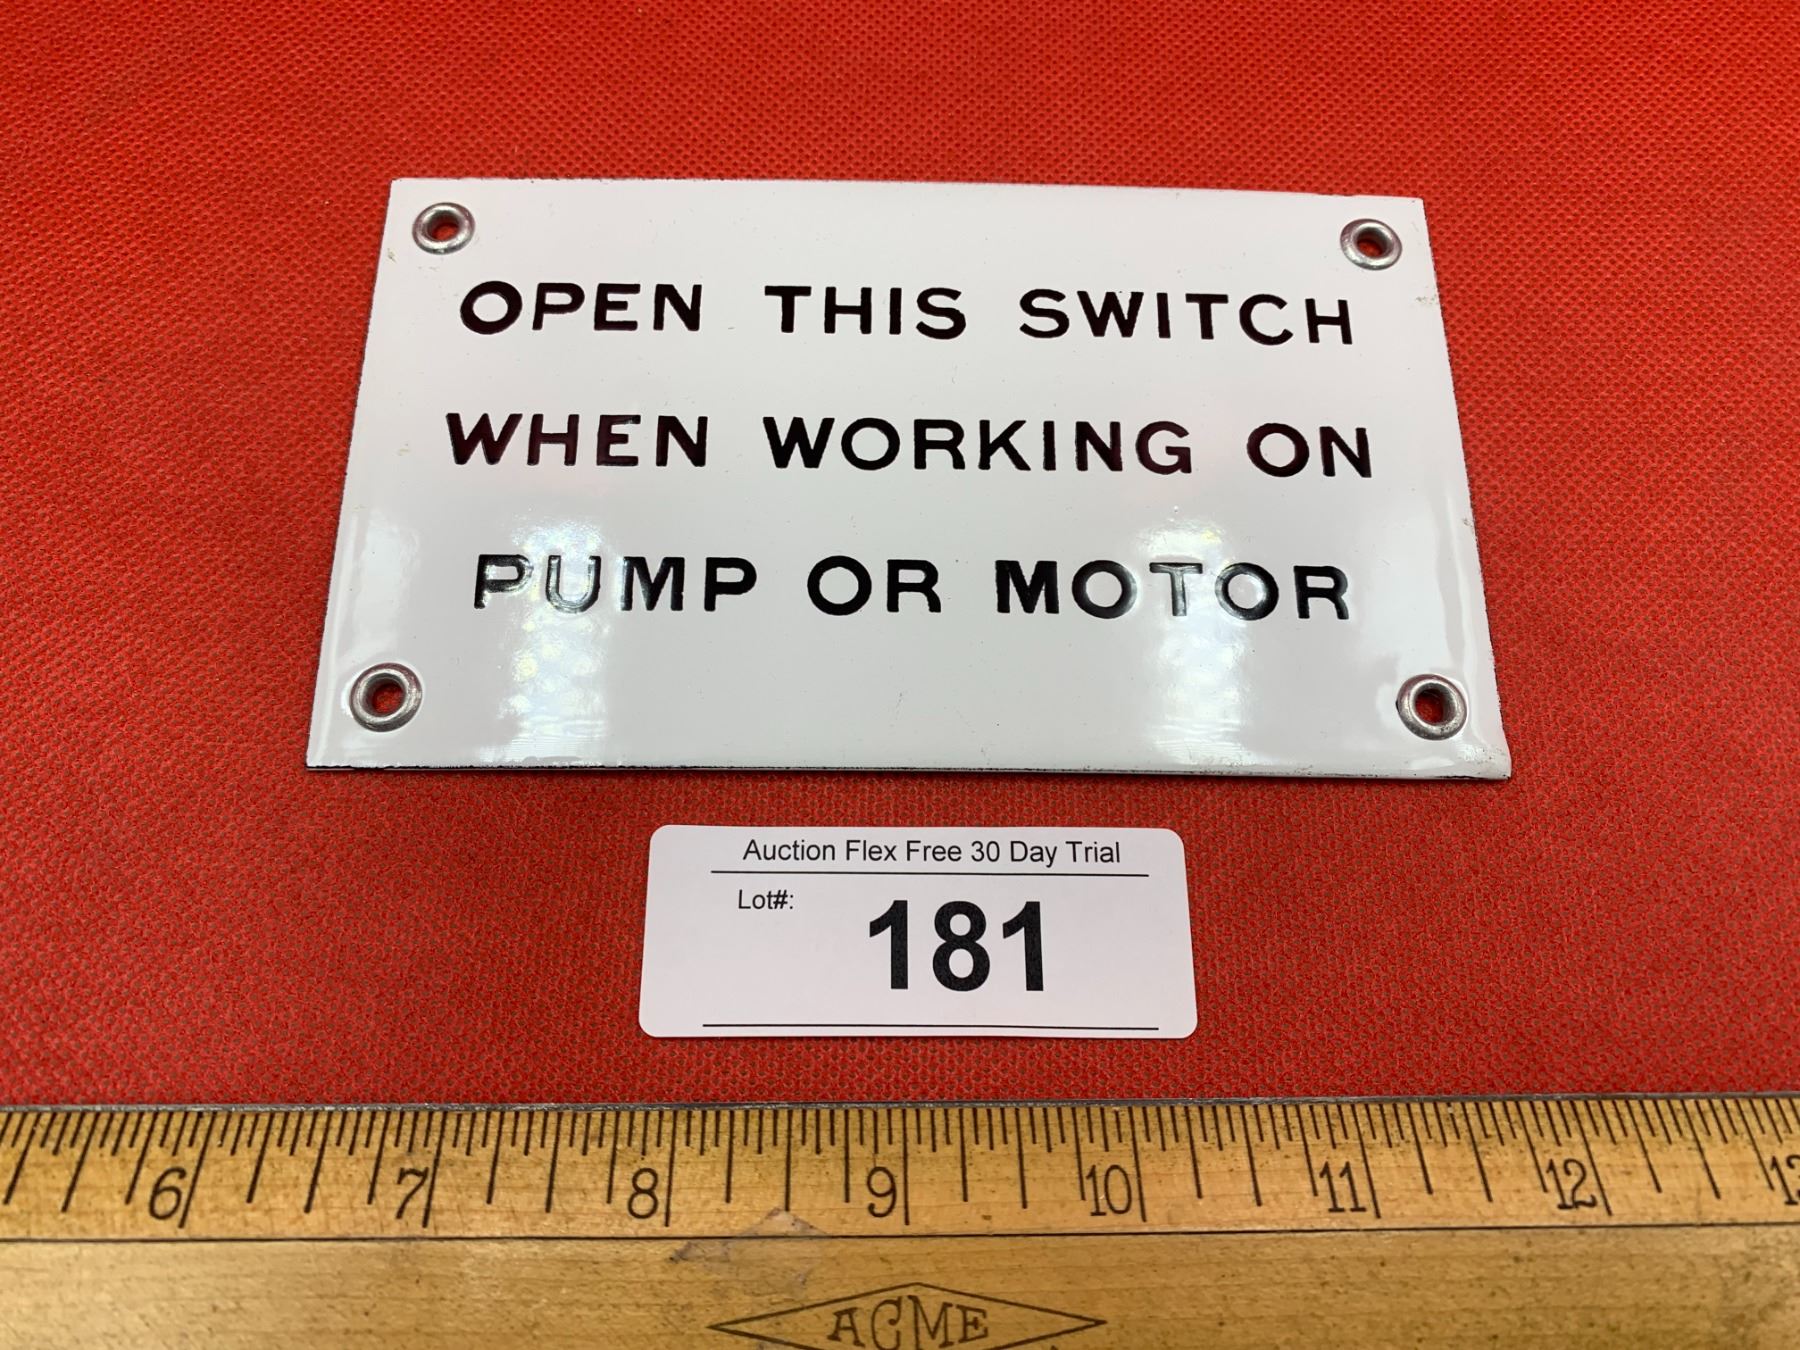 OPEN THIS SWITCH
WHEN WORKING ON
PUMP OR MOTOR
Auction Flex Free 30 Day Trial
Lot#: 181
6 7 8 9 10 11 12 13
ACME